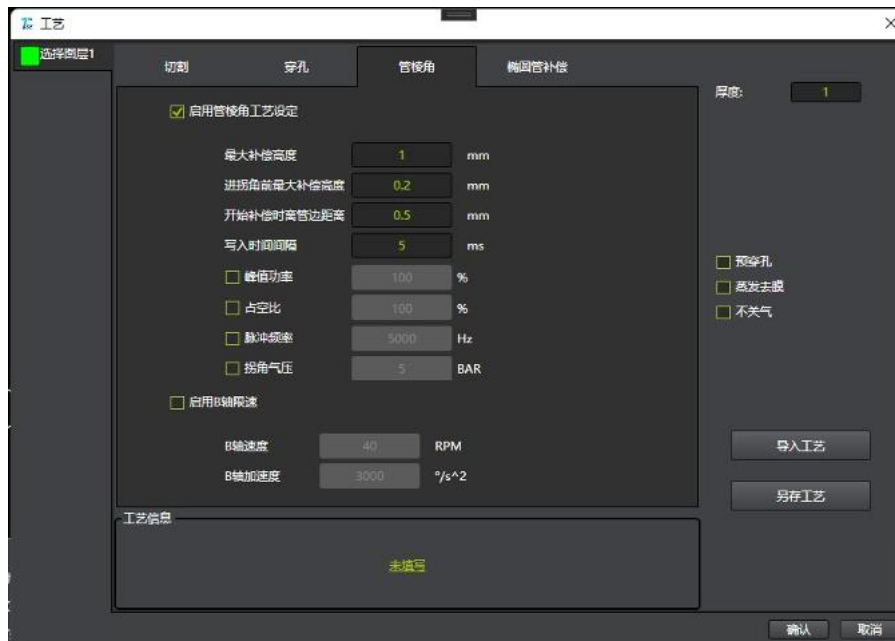 工艺
选择图层1
切割 穿孔 管棱角 椭圆管补偿
厚度: 1
启用管棱角工艺设定
最大补偿高度 1 mm
进拐角前最大补偿高度 0.2 mm
开始补偿时离管边距离 0.5 mm
写入时间间隔 5 ms
峰值功率 100 %
占空比 100 %
脉冲频率 5000 Hz
拐角气压 5 BAR
启用B轴限速
B轴速度 40 RPM
B轴加速度 3000 °/s^2
预穿孔
蒸发去膜
不关气
导入工艺
另存工艺
工艺信息
未填写
确认 取消